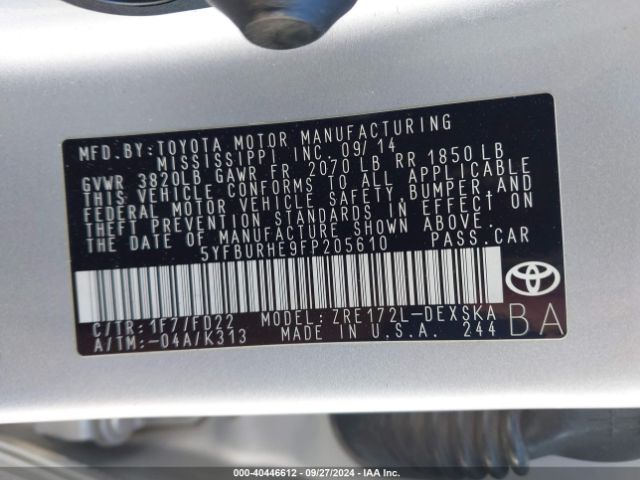 MFD.BY:TOYOTA MOTOR MANUFACTURING
MISSISSIPPI INC. 09/14
GVWR 3820LB GAWR FR 2070 LB RR 1850 LB
THIS VEHICLE CONFORMS TO ALL APPLICABLE
FEDERAL MOTOR VEHICLE SAFETY,BUMPER,AND
THEFT PREVENTION STANDARDS IN EFFECT ON
THE DATE OF MANUFACTURE SHOWN ABOVE.
5YFBURHE9FP205610 PASS.CAR
C/TR:1F7/FD22 MODEL:ZRE172L-DEXSKA
A/TM:-04A/K313 MADE IN U.S.A. 244
BA
000-40446612 - 09/27/2024 - IAA Inc.